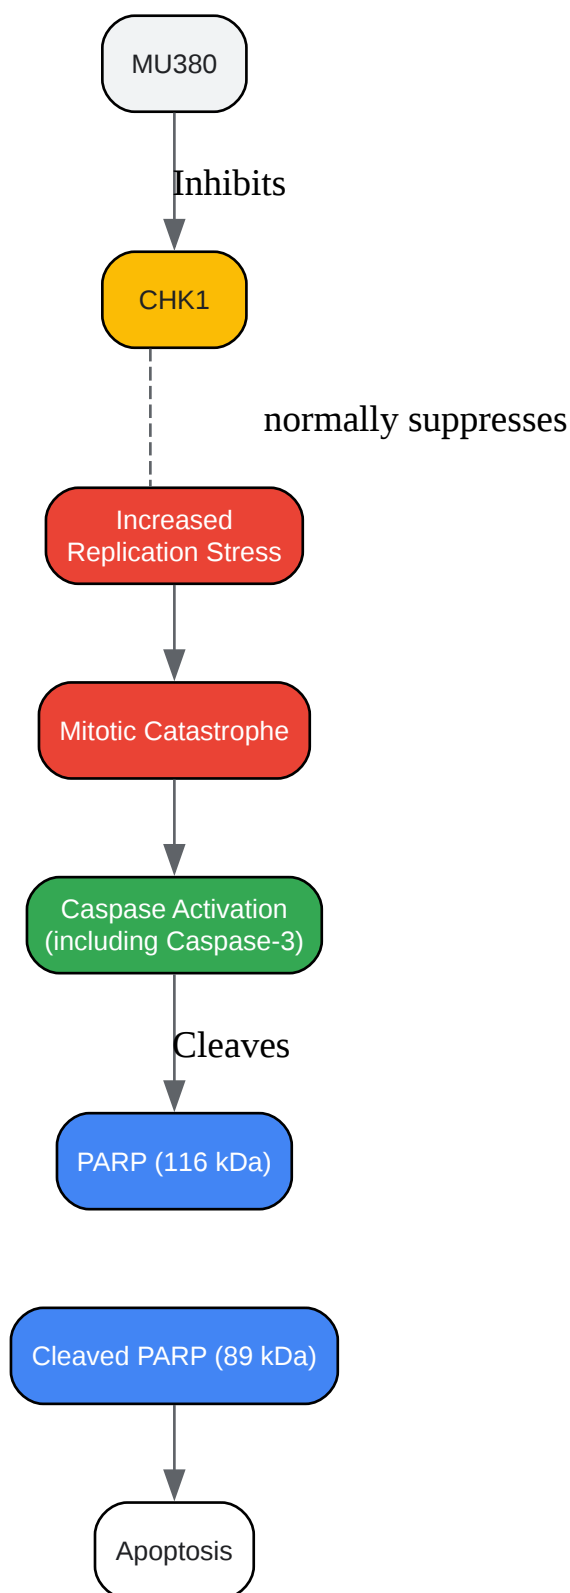 MU380
Inhibits
CHK1
normally suppresses
Increased
Replication Stress
Mitotic Catastrophe
Caspase Activation
(including Caspase-3)
Cleaves
PARP (116 kDa)
Cleaved PARP (89 kDa)
Apoptosis